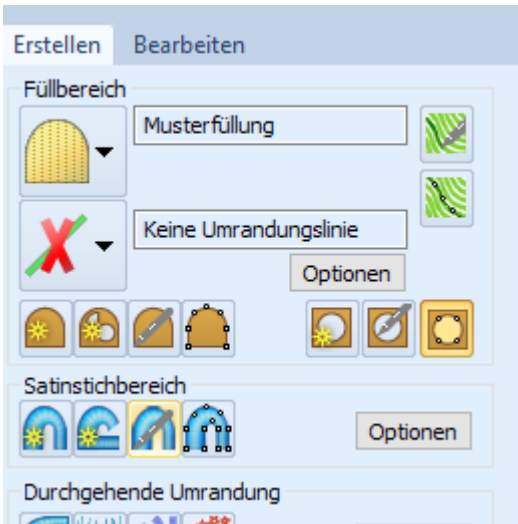 Erstellen Bearbeiten
Füllbereich
Musterfüllung
Keine Umrandungslinie
Optionen
Satinstichbereich
Optionen
Durchgehende Umrandung